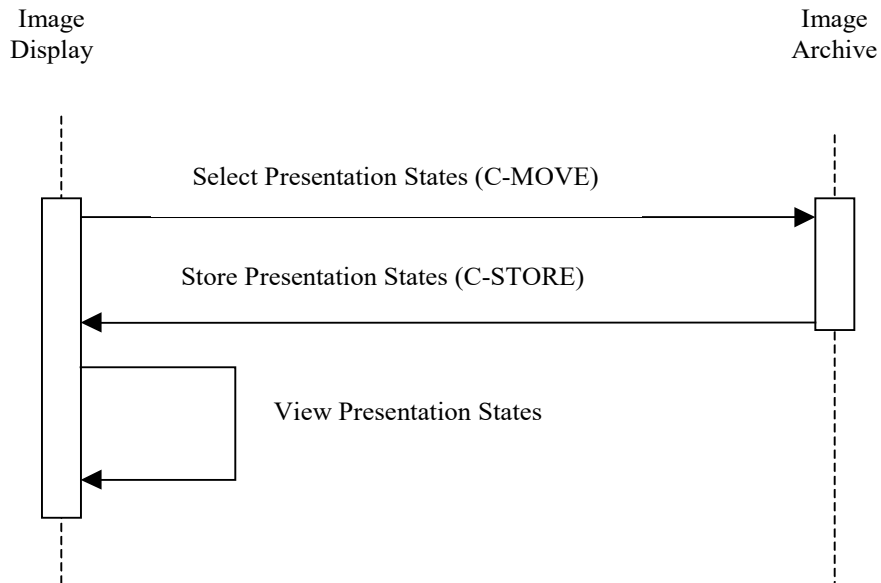 Image
Display
Image
Archive
Select Presentation States (C-MOVE)
Store Presentation States (C-STORE)
View Presentation States